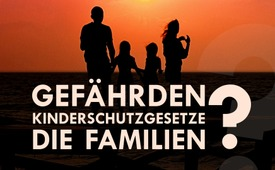 GEFÄHRDEN
KINDERSCHUTZGESETZE
DIE FAMILIEN?